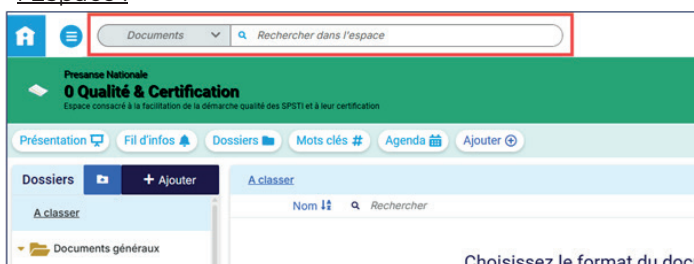 l'Espace :
Documents
Rechercher dans l'espace
Presanse Nationale
0 Qualité & Certification
Espace consacré à la facilitation de la démarche qualité des SPSTI et à leur certification
Présentation Fil d'infos Dossiers Mots clés # Agenda Ajouter
Dossiers + Ajouter A classer
A classer
Nom Rechercher
Documents généraux
Choisissez le format du doc